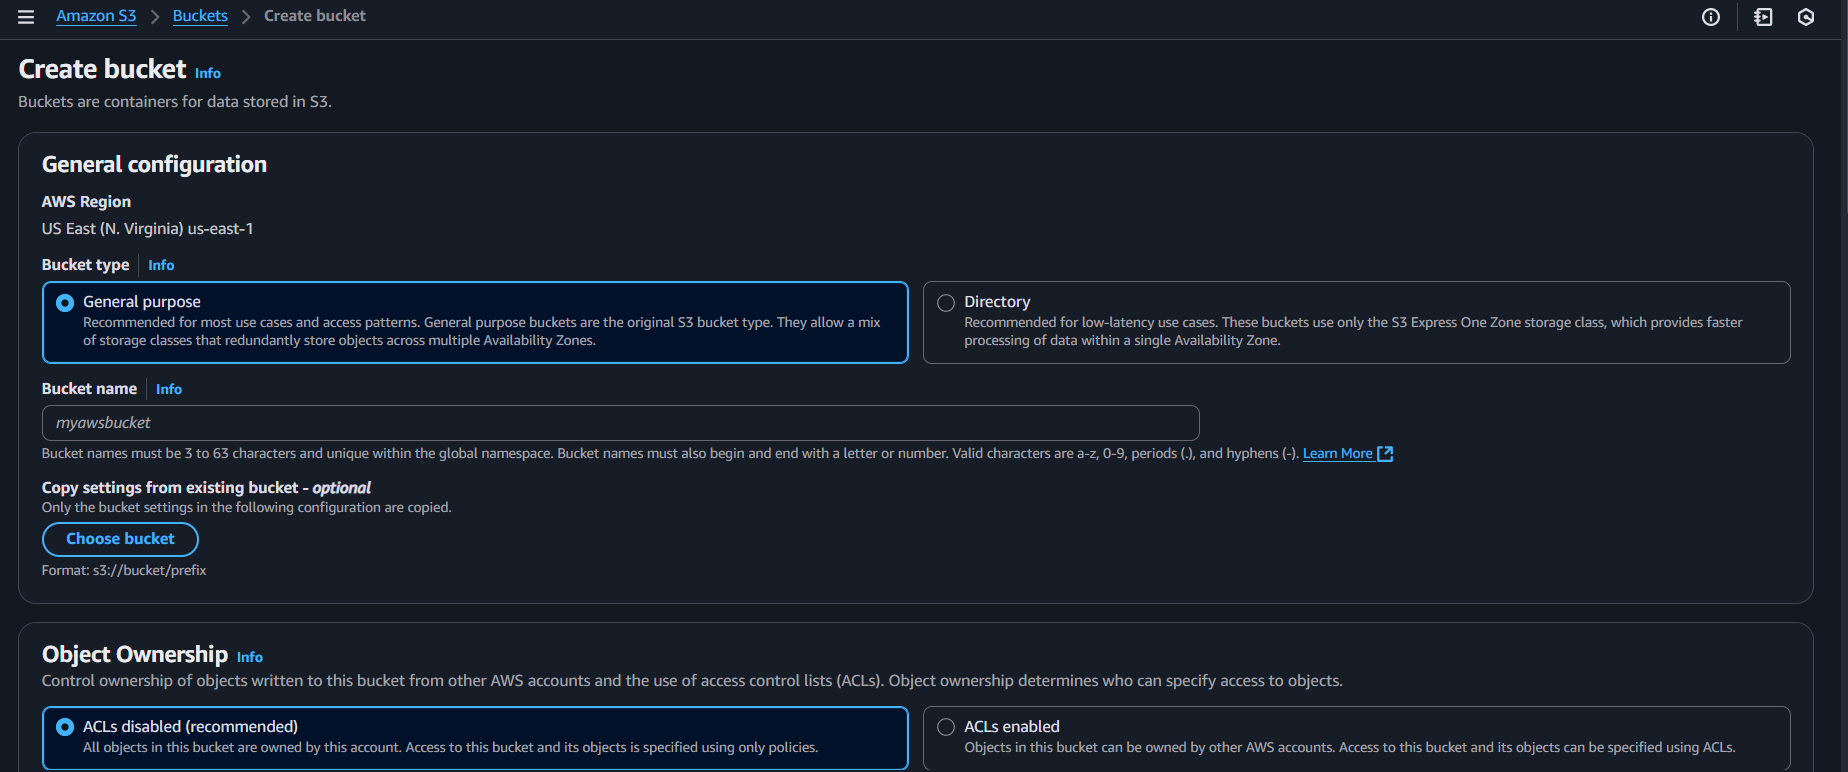 Amazon S3 > Buckets > Create bucket
Create bucket Info
Buckets are containers for data stored in S3.
General configuration
AWS Region
US East (N. Virginia) us-east-1
Bucket type Info
General purpose
Recommended for most use cases and access patterns. General purpose buckets are the original S3 bucket type. They allow a mix
of storage classes that redundantly store objects across multiple Availability Zones.
Directory
Recommended for low-latency use cases. These buckets use only the S3 Express One Zone storage class, which provides faster
processing of data within a single Availability Zone.
Bucket name Info
myawsbucket
Bucket names must be 3 to 63 characters and unique within the global namespace. Bucket names must also begin and end with a letter or number. Valid characters are a-z, 0-9, periods (.), and hyphens (-). Learn More
Copy settings from existing bucket - optional
Only the bucket settings in the following configuration are copied.
Choose bucket
Format: s3://bucket/prefix
Object Ownership Info
Control ownership of objects written to this bucket from other AWS accounts and the use of access control lists (ACLs). Object ownership determines who can specify access to objects.
ACLs disabled (recommended)
All objects in this bucket are owned by this account. Access to this bucket and its objects is specified using only policies.
ACLs enabled
Objects in this bucket can be owned by other AWS accounts. Access to this bucket and its objects can be specified using ACLs.